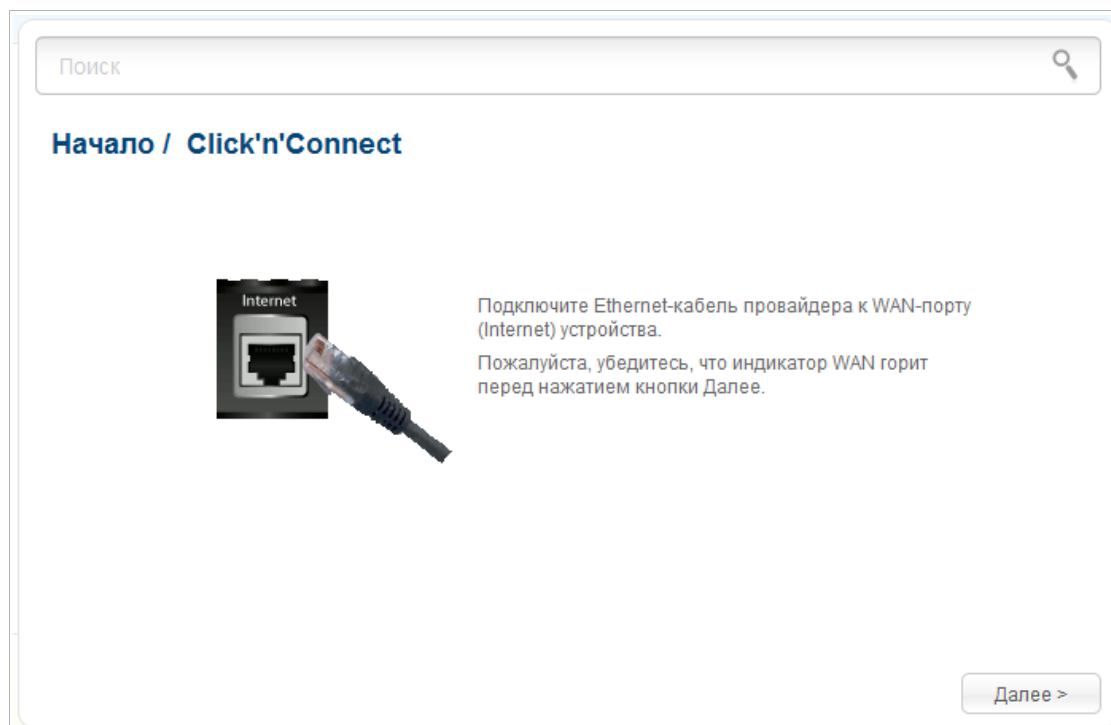 Поиск
Начало / Click'n'Connect
Internet
Подключите Ethernet-кабель провайдера к WAN-порту
(Internet) устройства.
Пожалуйста, убедитесь, что индикатор WAN горит
перед нажатием кнопки Далее.
Далее >